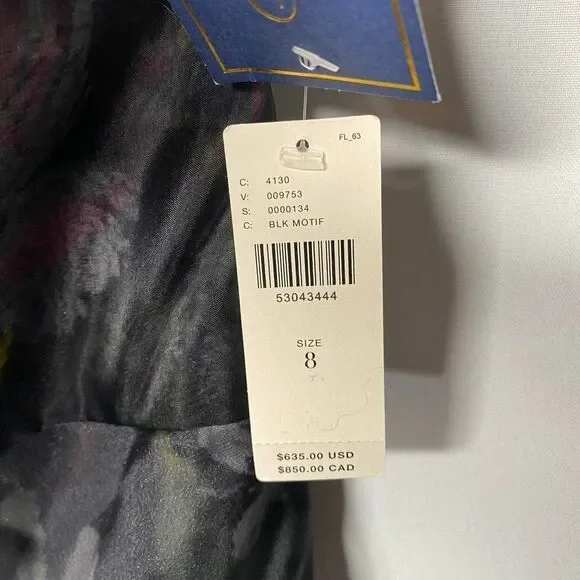 FL_63
C: 4130
V: 009753
S: 0000134
C: BLK MOTIF
53043444
SIZE
8
$635.00 USD
$850.00 CAD